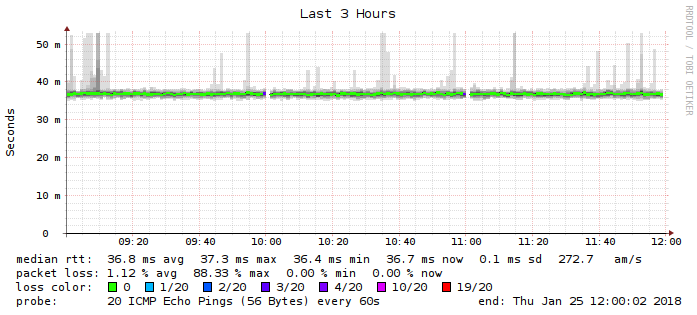 Last 3 Hours
RRDTOOL / TOBI OETIKER
Seconds
50 m
40 m
30 m
20 m
10 m
0
09:20 09:40 10:00 10:20 10:40 11:00 11:20 11:40 12:00
median rtt: 36.8 ms avg 37.3 ms max 36.4 ms min 36.7 ms now 0.1 ms sd 272.7 am/s
packet loss: 1.12 % avg 88.33 % max 0.00 % min 0.00 % now
loss color: 0 1/20 2/20 3/20 4/20 10/20 19/20
probe: 20 ICMP Echo Pings (56 Bytes) every 60s end: Thu Jan 25 12:00:02 2018